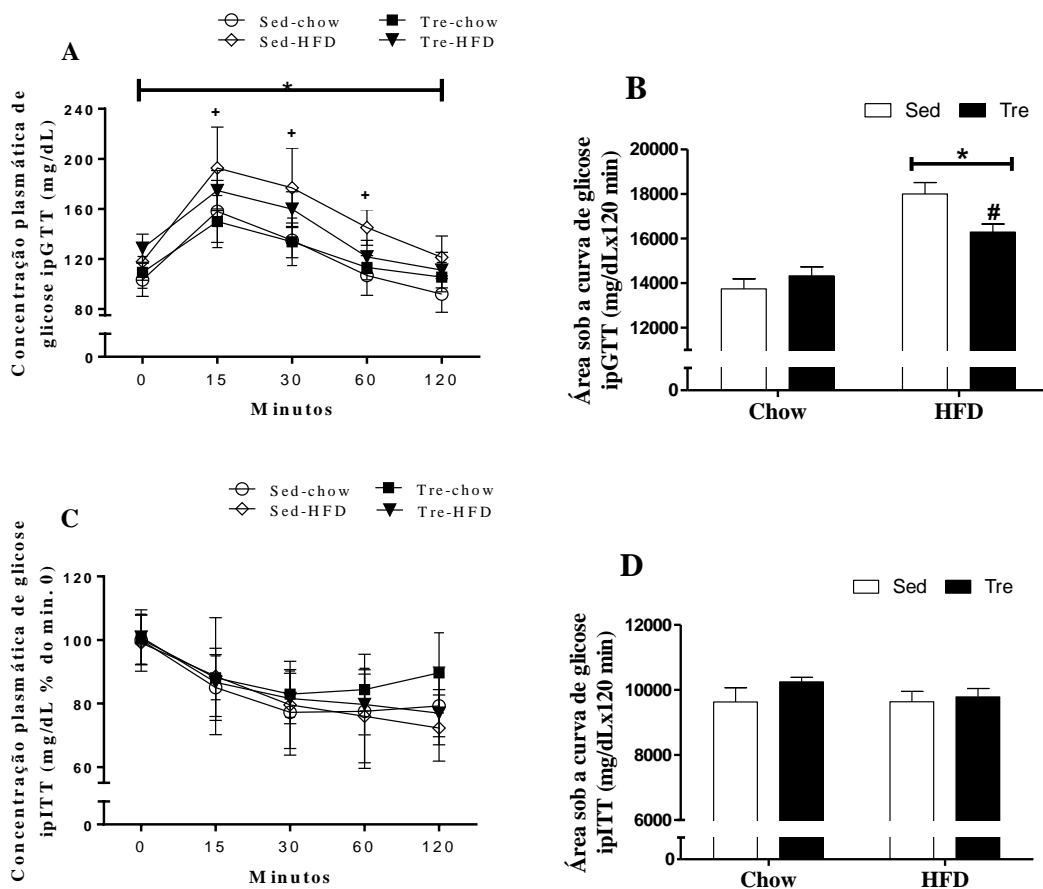 Sed-chow Tre-chow
Sed-HFD Tre-HFD
A
*
Concentração plasmática de
glicose ipGTT (mg/dL)
240
200
160
120
80
0
+
+
+
0 15 30 60 120
Minutos
B
Sed Tre
Área sob a curva de glicose
ipGTT (mg/dLx120 min)
20000
18000
16000
14000
12000
0
*
#
Chow HFD
Sed-chow Tre-chow
Sed-HFD Tre-HFD
C
Concentração plasmática de glicose
ipITT (mg/dL % do min. 0)
120
100
80
60
0
0 15 30 60 120
Minutos
D
Sed Tre
Área sob a curva de glicose
ipITT (mg/dLx120 min)
12000
10000
8000
6000
0
Chow HFD